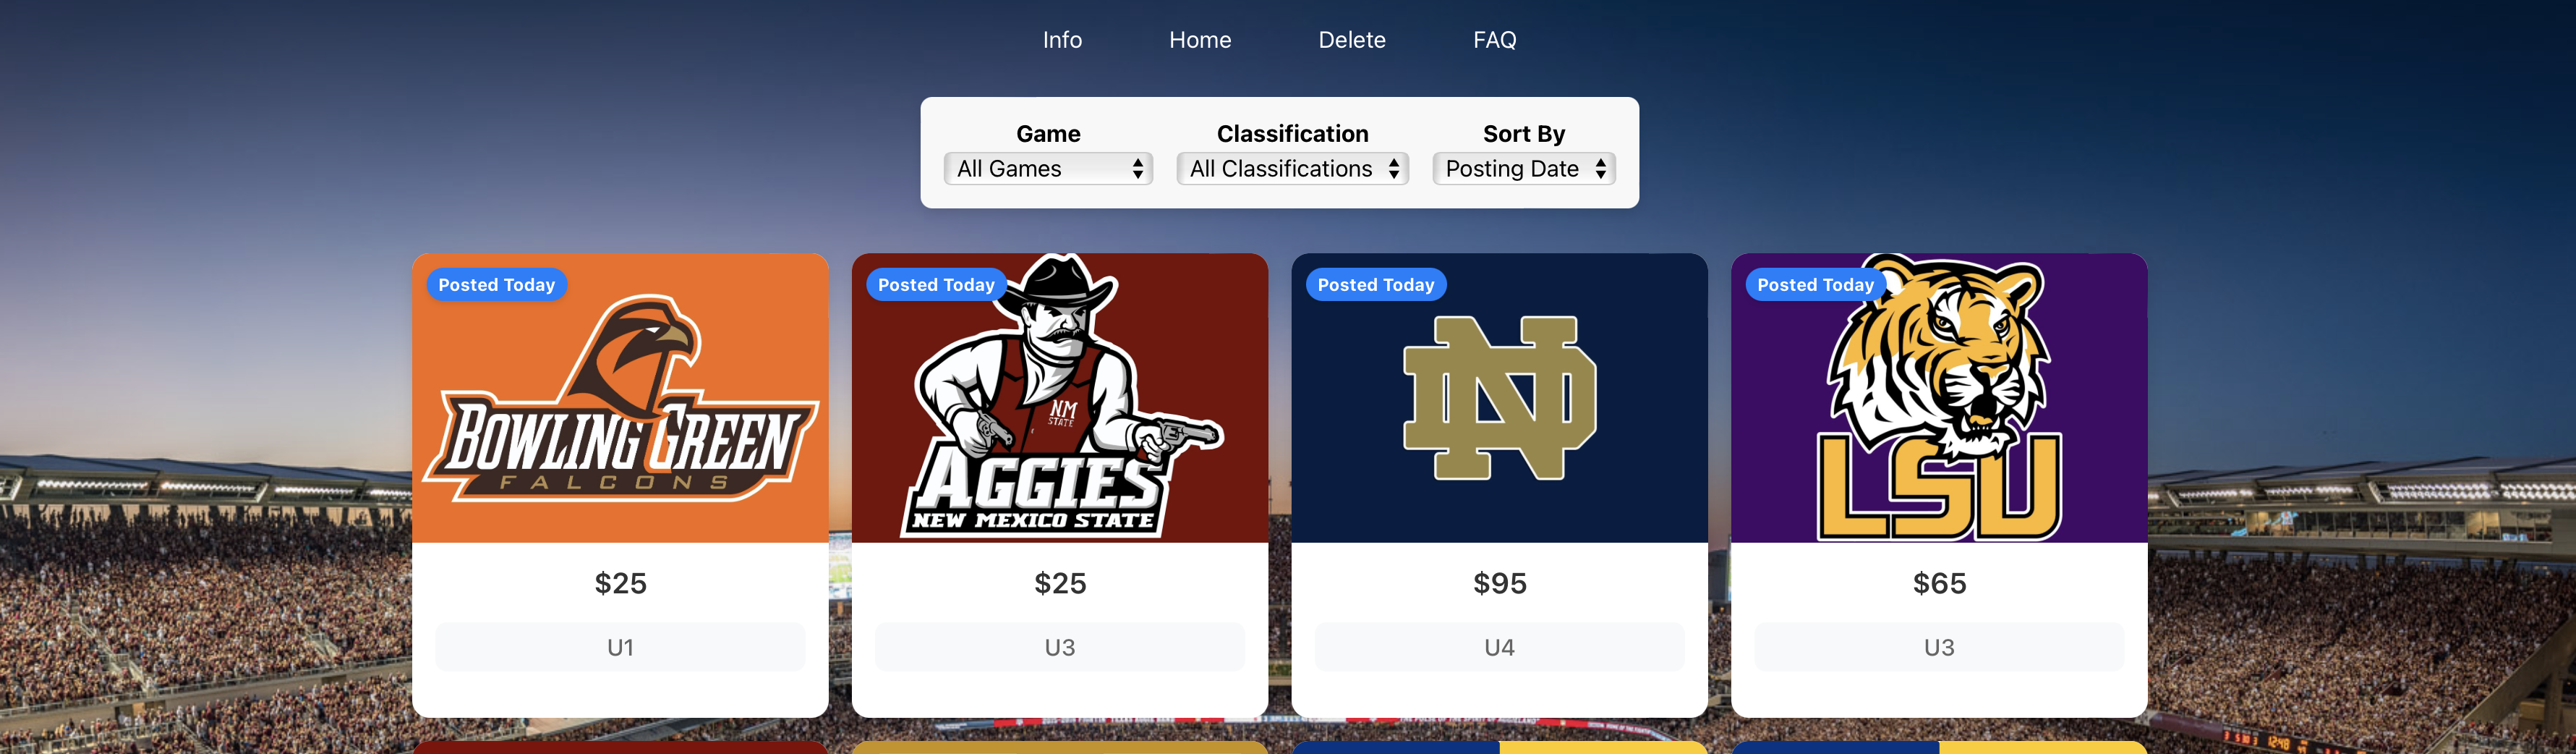 Info Home Delete FAQ
Game Classification Sort By
All Games All Classifications Posting Date
Posted Today Posted Today Posted Today Posted Today
NM
STATE
BOWLING GREEN
FALCONS
AGGIES
NEW MEXICO STATE
ND
LSU
$25 $25 $95 $65
U1 U3 U4 U3